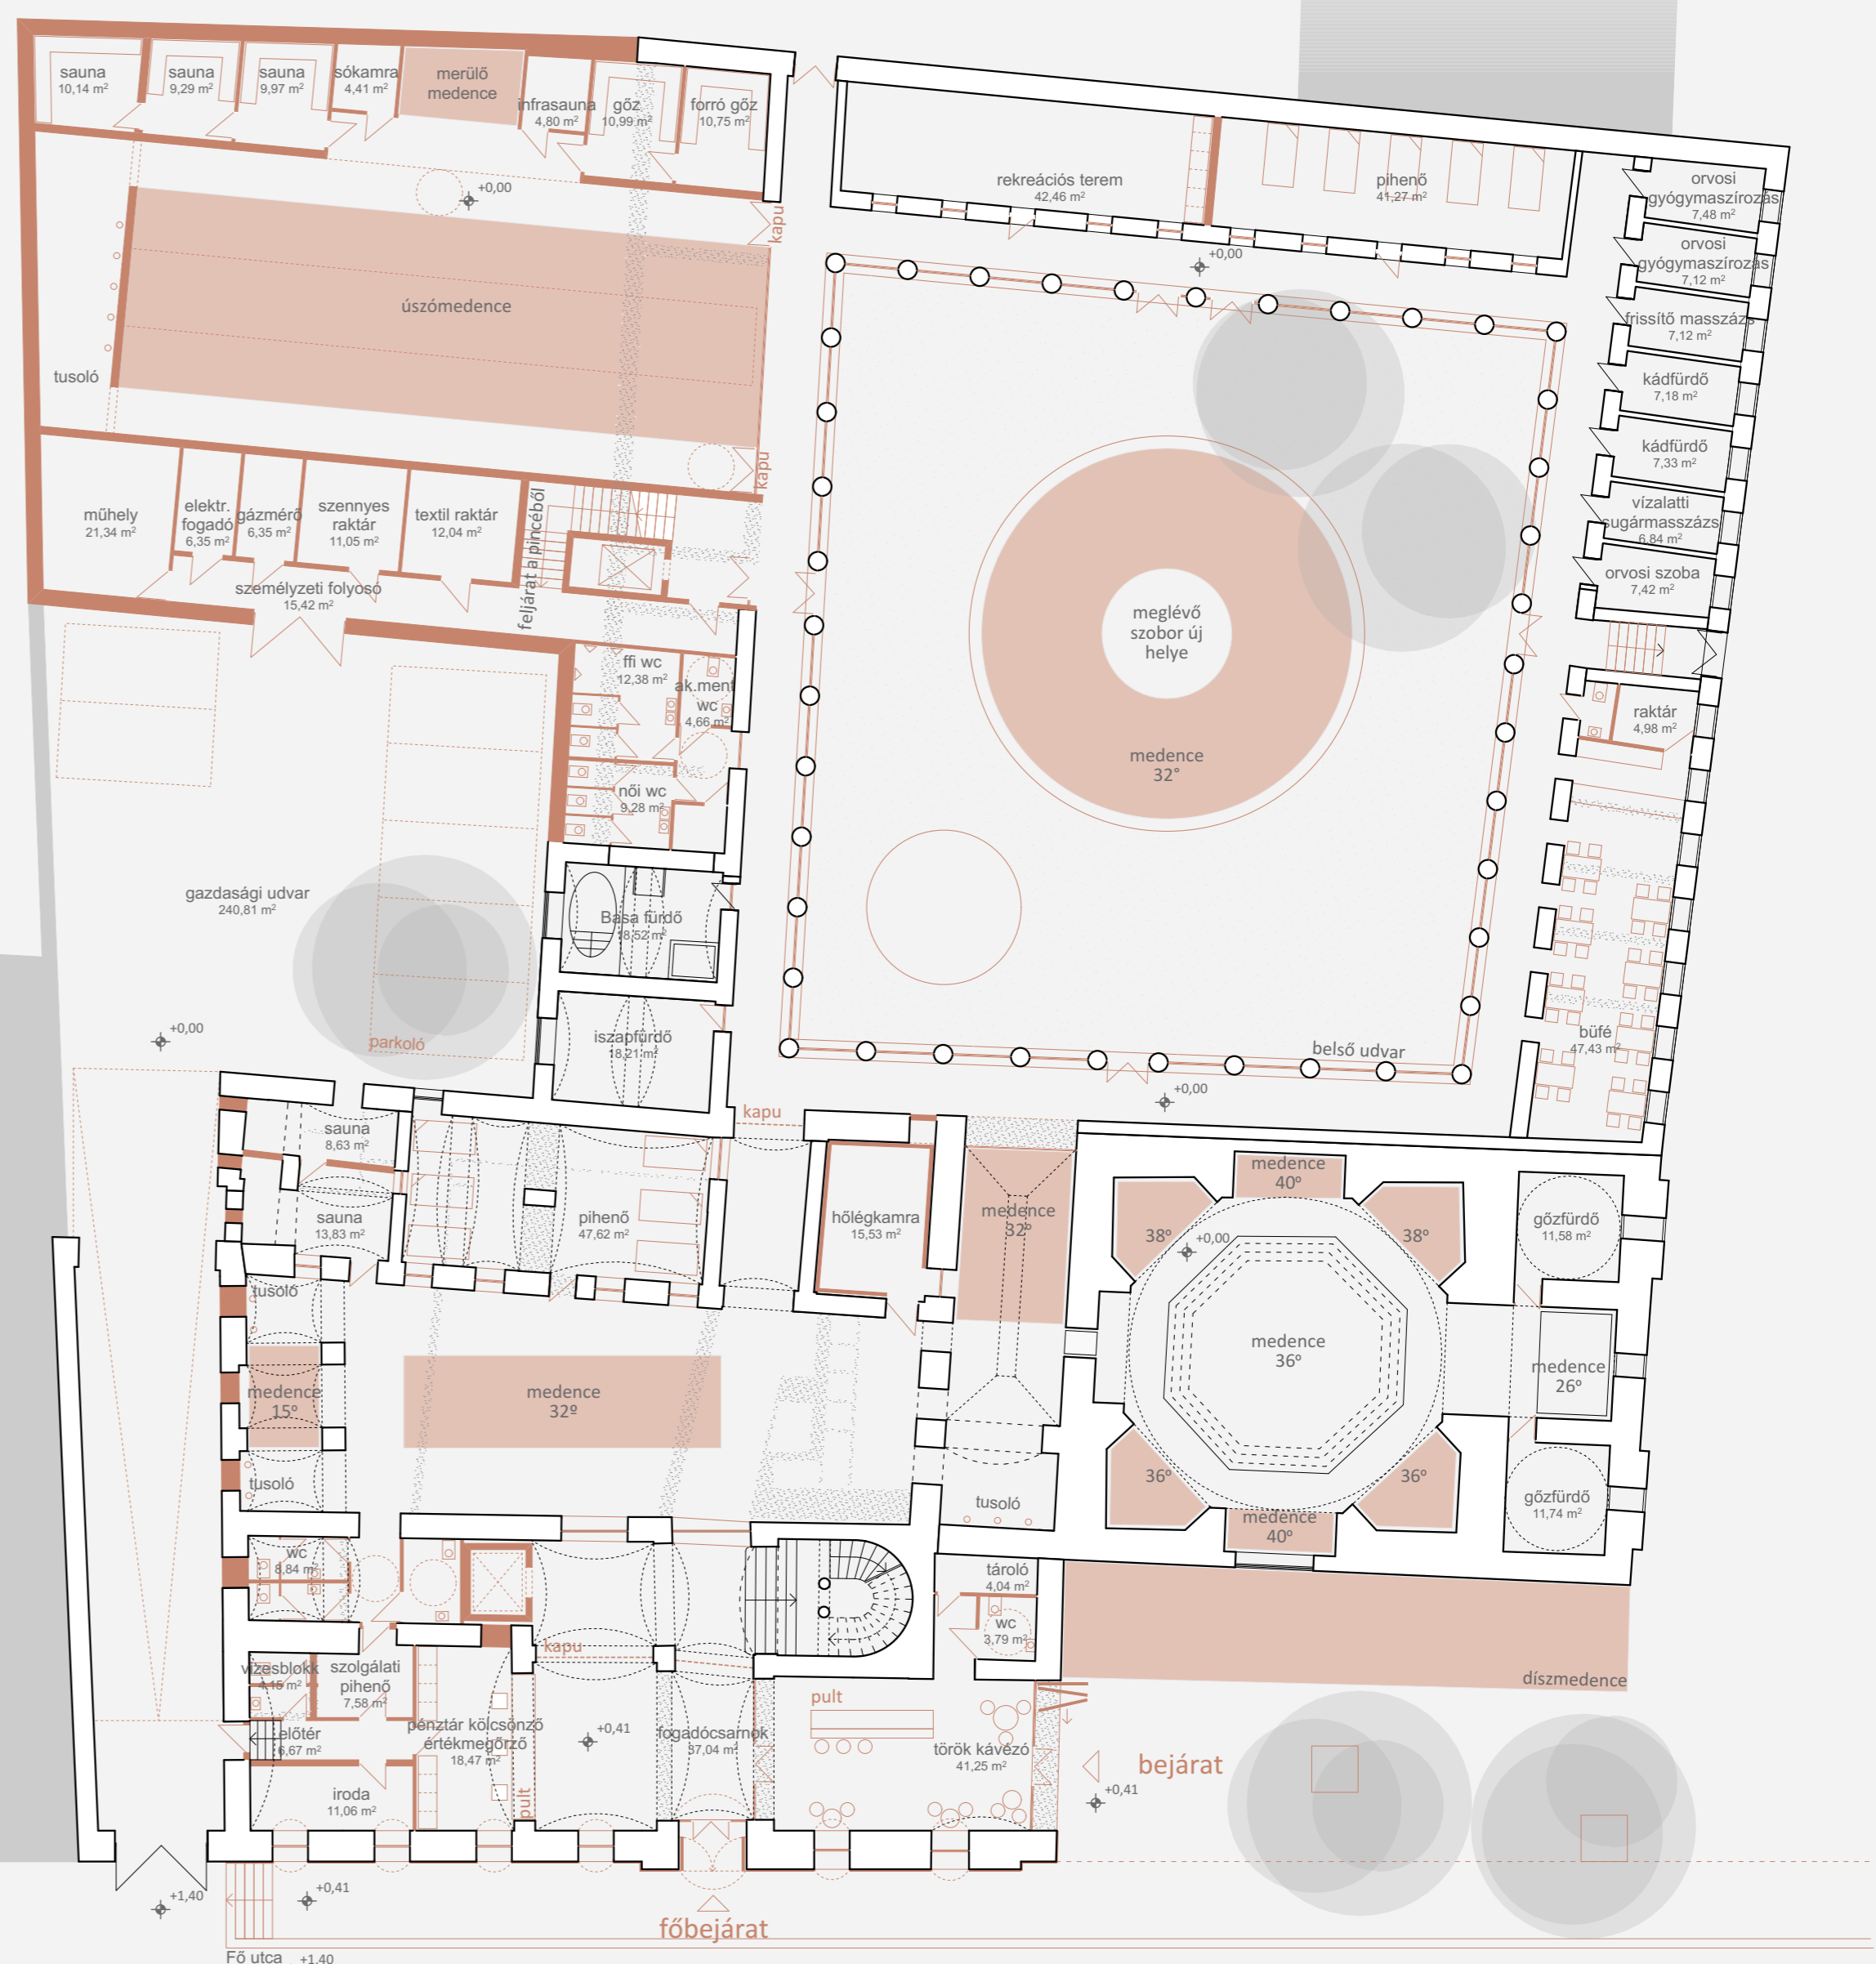 sauna
10,14 m²
sauna
9,29 m²
sauna
9,97 m²
sókamra
4,41 m²
merülő
medence
infrasauna
4,80 m²
gőz
10,99 m²
forró gőz
10,75 m²
+0,00
kapu
úszómedence
tusoló
kapu
rekreációs terem
42,46 m²
pihenő
41,27 m²
+0,00
orvosi
gyógymaszírozás
7,48 m²
orvosi
gyógymaszírozás
7,12 m²
frissítő masszázs
7,12 m²
kádfürdő
7,18 m²
kádfürdő
7,33 m²
vízalatti
sugármasszázs
6,84 m²
orvosi szoba
7,42 m²
raktár
4,98 m²
büfé
47,43 m²
műhely
21,34 m²
elektr.
fogadó
6,35 m²
gázmérő
6,35 m²
szennyes
raktár
11,05 m²
textil raktár
12,04 m²
feljárat a pincéből
személyzeti folyosó
15,42 m²
meglévő
szobor új
helye
medence
32°
ffi wc
12,38 m²
ak.ment
wc
4,66 m²
női wc
9,28 m²
gazdasági udvar
240,81 m²
Basa fürdő
18,52 m²
iszapfürdő
18,21 m²
+0,00
parkoló
belső udvar
+0,00
kapu
sauna
8,63 m²
sauna
13,83 m²
pihenő
47,62 m²
hőlégkamra
15,53 m²
medence
32°
medence
40°
38°
+0,00
38°
gőzfürdő
11,58 m²
tusoló
medence
15°
medence
32º
medence
36°
medence
26°
tusoló
tusoló
36°
36°
medence
40°
gőzfürdő
11,74 m²
wc
8,84 m²
tároló
4,04 m²
wc
3,79 m²
kapu
vizesblokk
4,15 m²
szolgálati
pihenő
7,58 m²
díszmedence
pult
előtér
6,67 m²
pénztár kölcsönző
értékmegőrző
18,47 m²
+0,41
fogadócsarnok
37,04 m²
török kávézó
41,25 m²
bejárat
+0,41
iroda
11,06 m²
pult
+1,40
+0,41
főbejárat
Fő utca +1,40